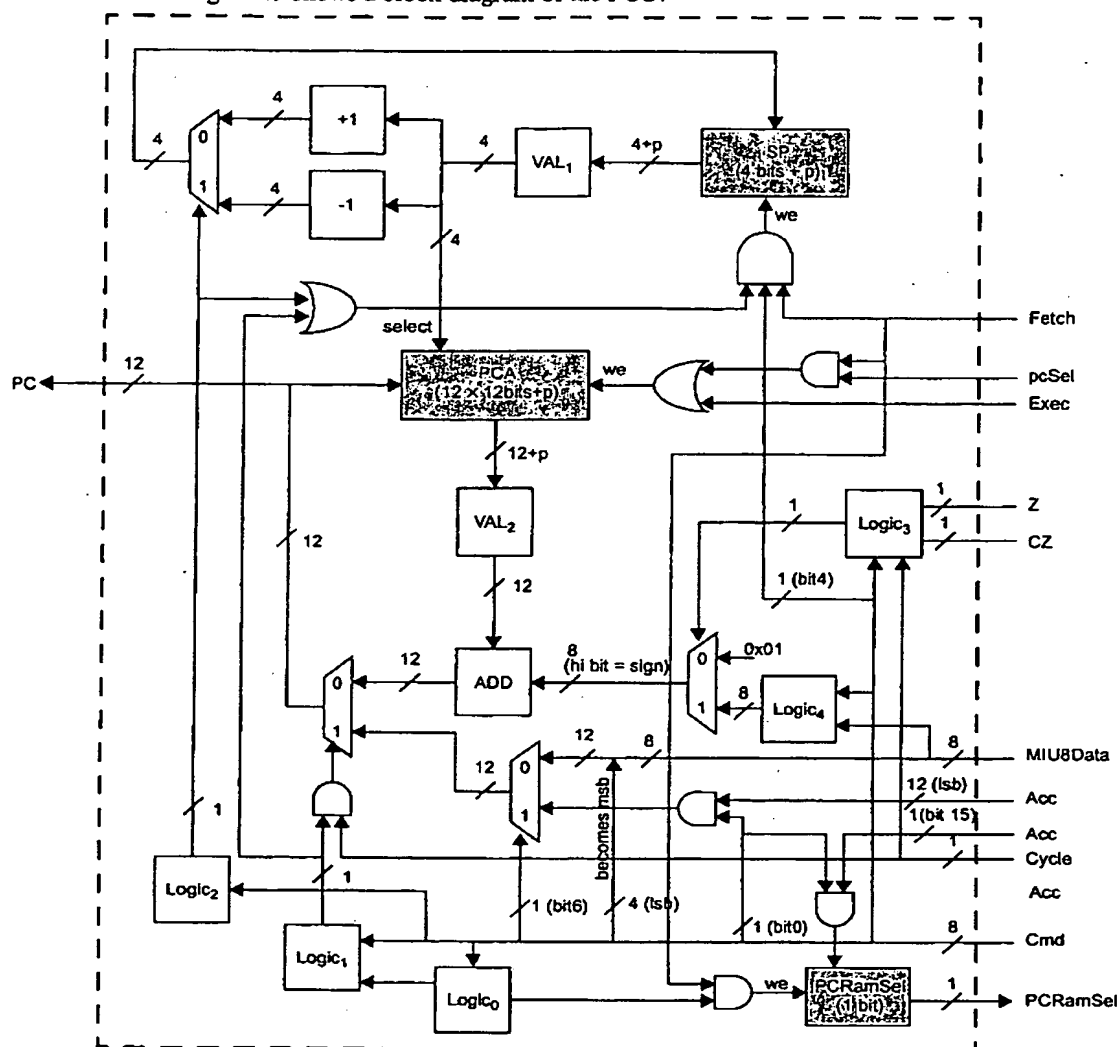 4
+1
4
0
1
4
-1
4
VAL1
4+p
SP
(4 bits + p)
we
4
select
Fetch
PC
12
PCA
(12 x 12bits+p)
we
pcSel
Exec
12+p
VAL2
12
12
1
Logic3
1
Z
1
CZ
1 (bit4)
0
1
12
ADD
8
(hi bit = sign)
0
1
0x01
8
Logic4
12
0
1
12
8
8
MIU8Data
becomes msb
12 (lsb)
Acc
1(bit 15)
Acc
1
Cycle
Acc
1
Logic2
1
1 (bit6)
4 (lsb)
1 (bit0)
8
Cmd
Logic1
Logic0
we
PCRamSel
(1 bit)
1
PCRamSel